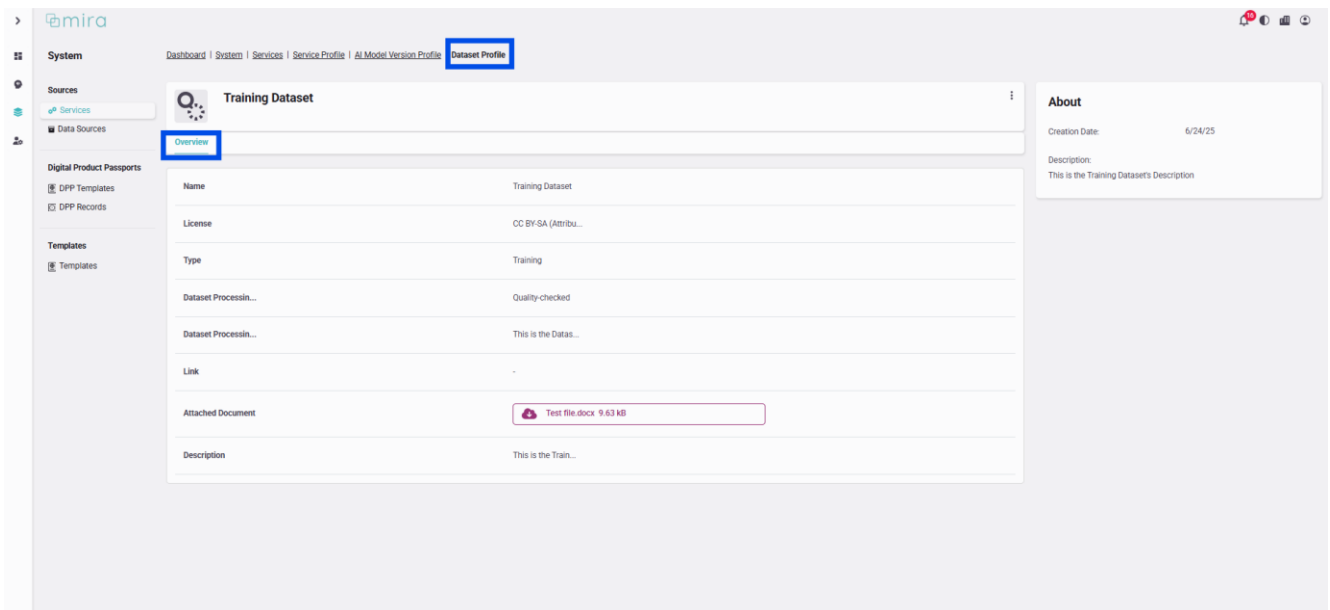 mira
10
System
Dashboard | System | Services | Service Profile | AI Model Version Profile Dataset Profile
Sources
Services
Data Sources
Digital Product Passports
DPP Templates
DPP Records
Templates
Templates
Training Dataset
Overview
Name Training Dataset
License CC BY-SA (Attribu...
Type Training
Dataset Processin... Quality-checked
Dataset Processin... This is the Datas...
Link -
Attached Document Test file.docx 9.63 kB
Description This is the Train...
About
Creation Date: 6/24/25
Description:
This is the Training Dataset's Description